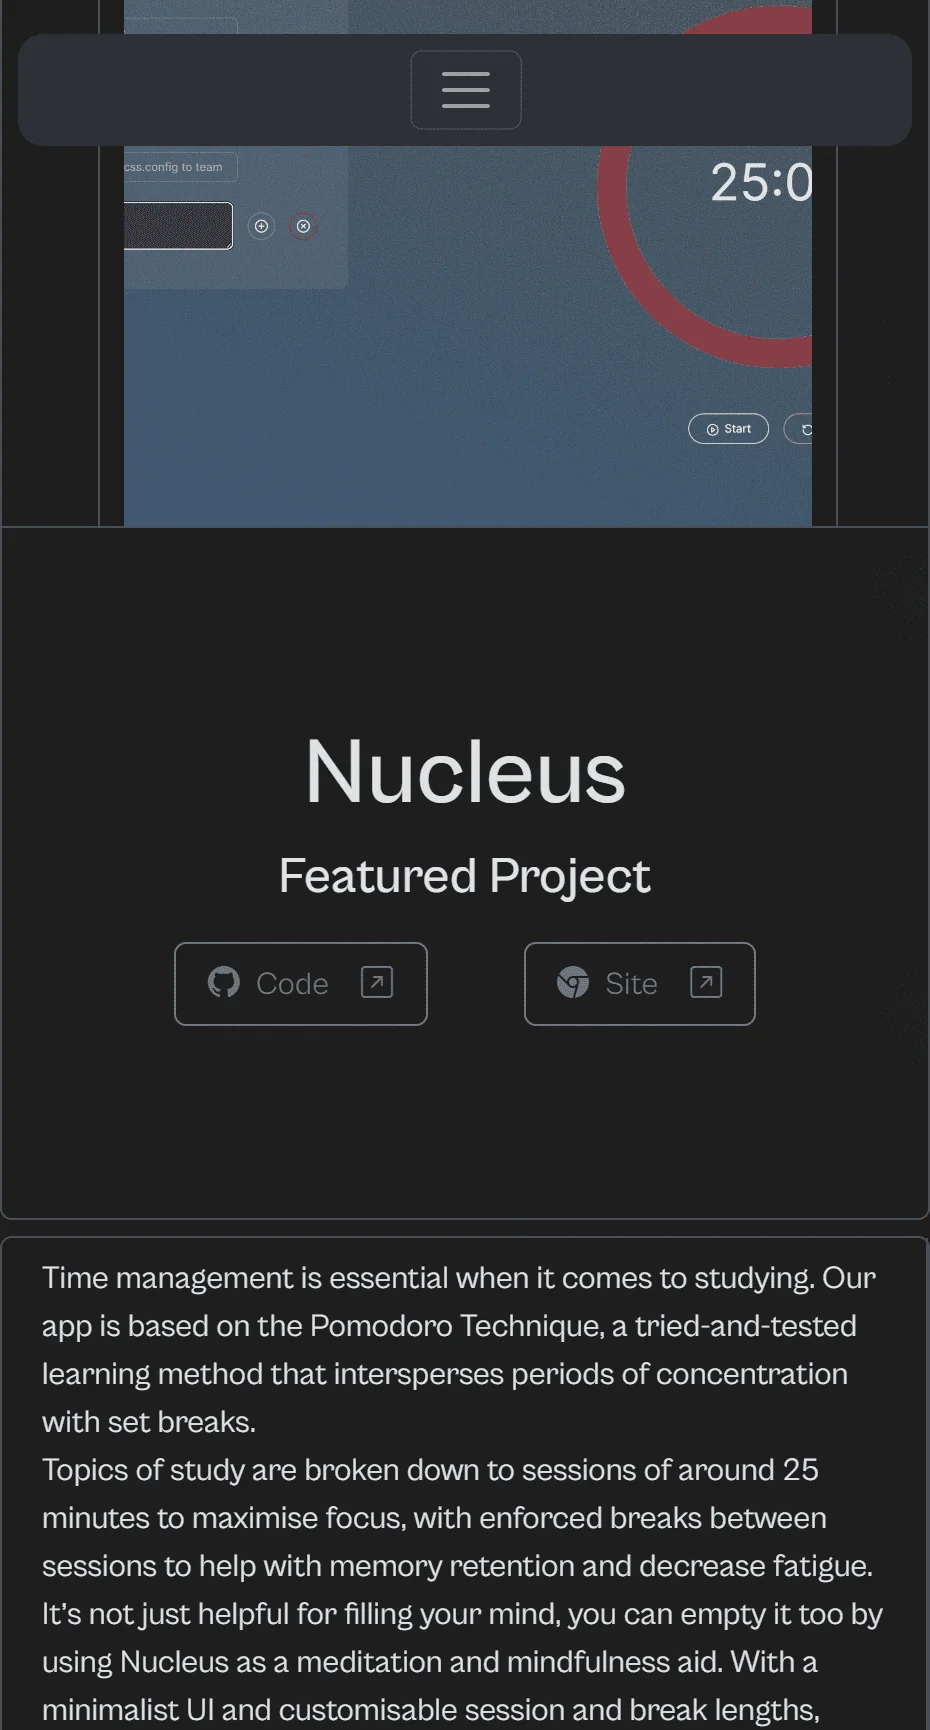 css.config to team
25:0
Start
Nucleus
Featured Project
Code
Site
Time management is essential when it comes to studying. Our
app is based on the Pomodoro Technique, a tried-and-tested
learning method that intersperses periods of concentration
with set breaks.
Topics of study are broken down to sessions of around 25
minutes to maximise focus, with enforced breaks between
sessions to help with memory retention and decrease fatigue.
It’s not just helpful for filling your mind, you can empty it too by
using Nucleus as a meditation and mindfulness aid. With a
minimalist UI and customisable session and break lengths,